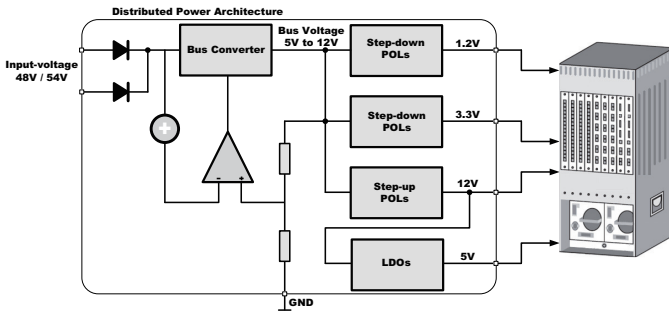 Distributed Power Architecture
Input-voltage
48V / 54V
Bus Converter
Bus Voltage
5V to 12V
Step-down
POLs
1.2V
Step-down
POLs
3.3V
Step-up
POLs
12V
LDOs
5V
- +
GND